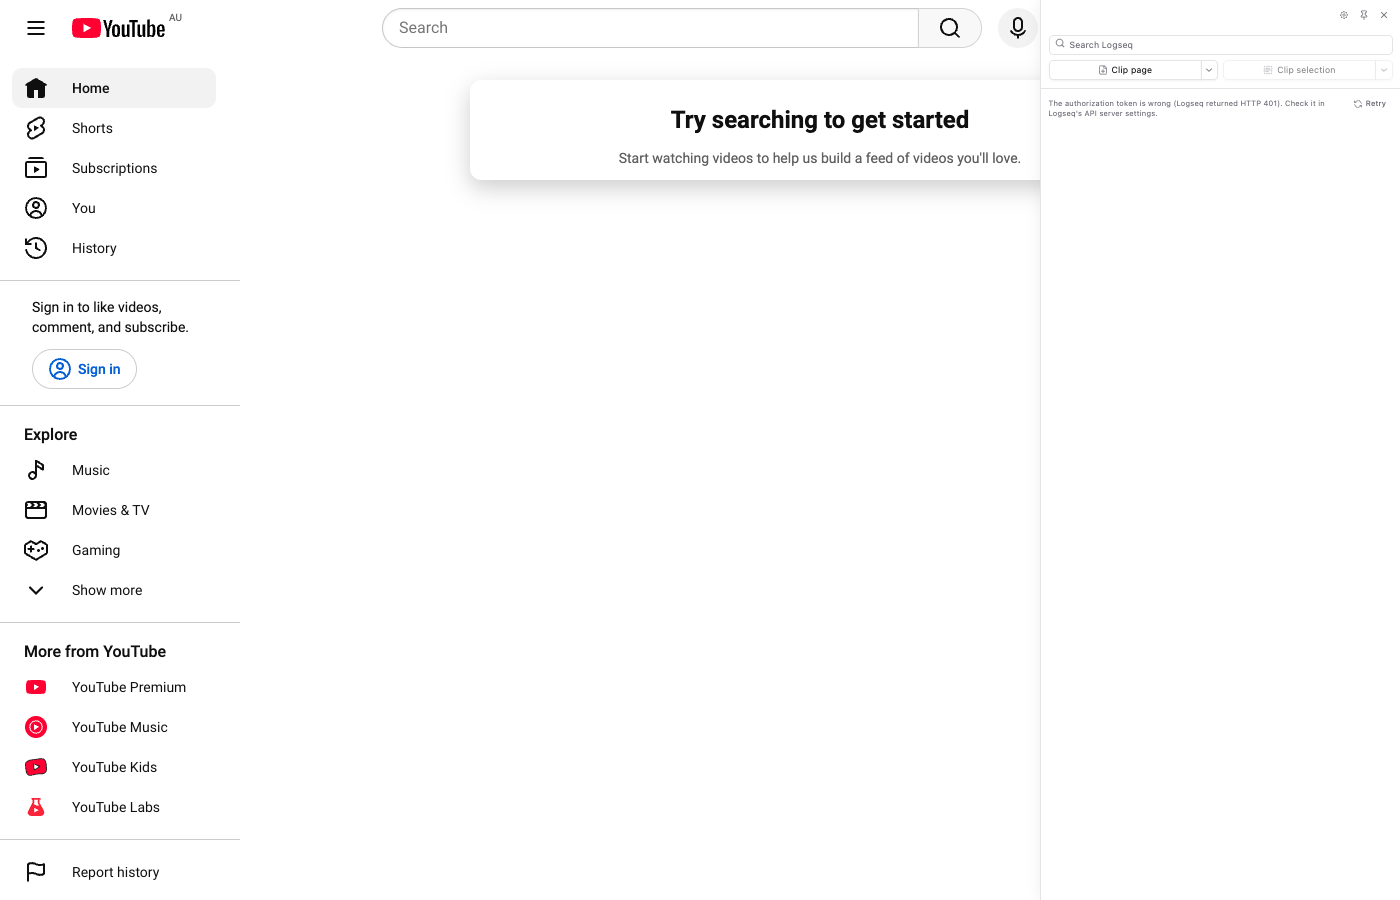 YouTube AU
Search
Home
Shorts
Subscriptions
You
History
Sign in to like videos,
comment, and subscribe.
Sign in
Explore
Music
Movies & TV
Gaming
Show more
More from YouTube
YouTube Premium
YouTube Music
YouTube Kids
YouTube Labs
Report history
Try searching to get started
Start watching videos to help us build a feed of videos you'll love.
Search Logseq
Clip page
Clip selection
The authorization token is wrong (Logseq returned HTTP 401). Check it in
Logseq's API server settings.
Retry